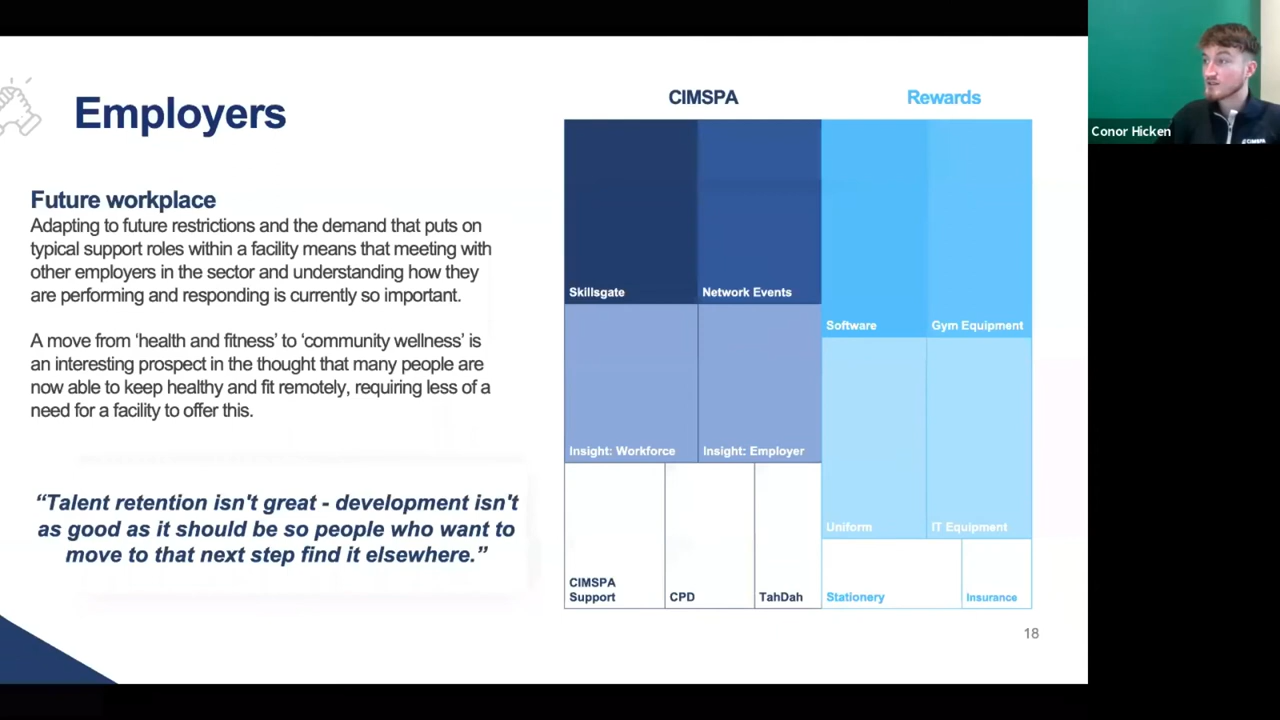 Employers
Future workplace
Adapting to future restrictions and the demand that puts on
typical support roles within a facility means that meeting with
other employers in the sector and understanding how they
are performing and responding is currently so important.
A move from ‘health and fitness’ to ‘community wellness’ is
an interesting prospect in the thought that many people are
now able to keep healthy and fit remotely, requiring less of a
need for a facility to offer this.
“Talent retention isn't great - development isn't
as good as it should be so people who want to
move to that next step find it elsewhere.”
CIMSPA
Rewards
Skillsgate
Network Events
Software
Gym Equipment
Insight: Workforce
Insight: Employer
Uniform
IT Equipment
CIMSPA
Support
CPD
TahDah
Stationery
Insurance
18
Conor Hicken
CIMSPA